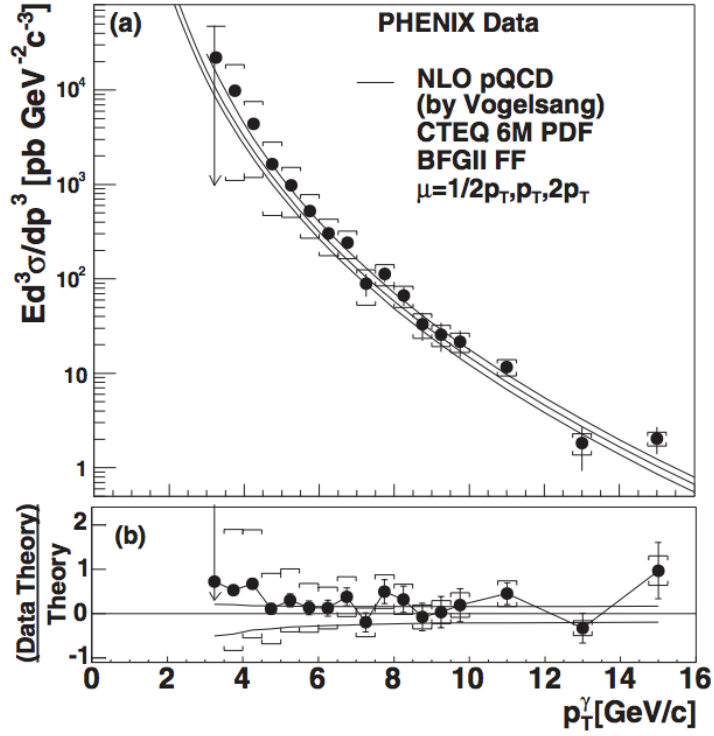 (a)
PHENIX Data
NLO pQCD
(by Vogelsang)
CTEQ 6M PDF
BFGII FF
μ=1/2p_T,p_T,2p_T
Ed³σ/dp³ [pb GeV⁻²c⁻³]
10⁴
10³
10²
10
1
(b)
(Data Theory)
Theory
2
1
0
-1
0 2 4 6 8 10 12 14 16
p_T^γ[GeV/c]